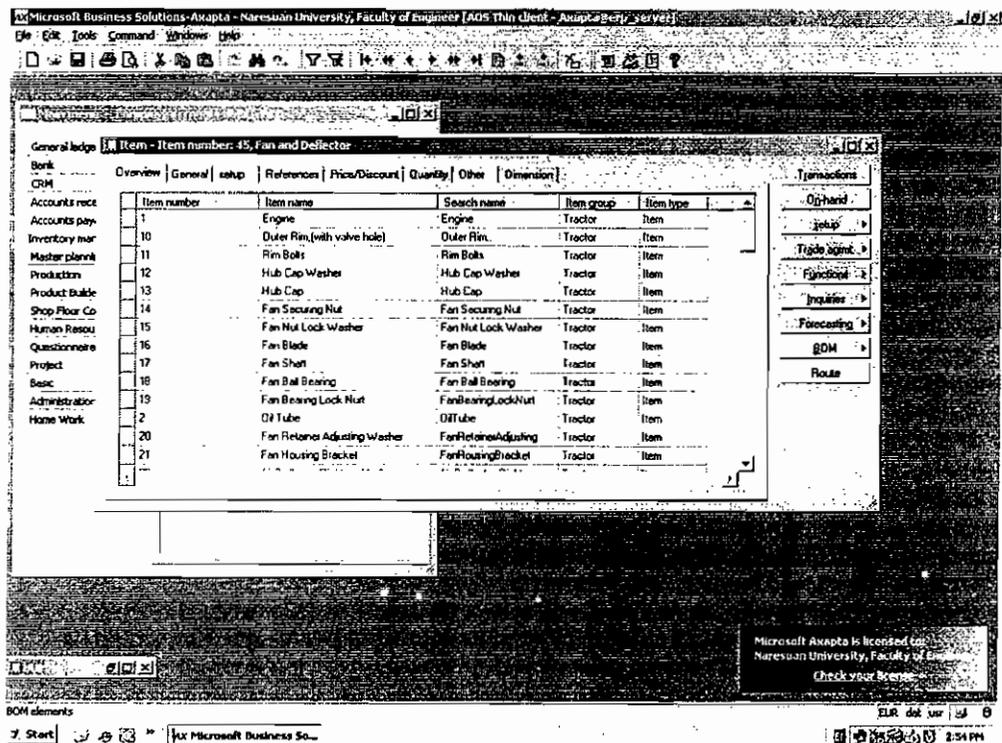 Microsoft Business Solutions-Axapta - Naresuan University, Faculty of Engineer [AOS Thin client - Axapta@erp_server]
File Edit Tools Command Windows Help
Item - Item number: 45, Fan and Deflector
Overview General setup References Price/Discount Quantity Other Dimension
Item number Item name Search name Item group Item type
1 Engine Engine Tractor Item
10 Outer Rim,(with valve hole) Outer Rim, Tractor Item
11 Rim Bolts Rim Bolts Tractor Item
12 Hub Cap Washer Hub Cap Washer Tractor Item
13 Hub Cap Hub Cap Tractor Item
14 Fan Securing Nut Fan Securing Nut Tractor Item
15 Fan Nut Lock Washer Fan Nut Lock Washer Tractor Item
16 Fan Blade Fan Blade Tractor Item
17 Fan Shaft Fan Shaft Tractor Item
18 Fan Ball Bearing Fan Ball Bearing Tractor Item
19 Fan Bearing Lock Nurt FanBearingLockNurt Tractor Item
2 Oil Tube OilTube Tractor Item
20 Fan Retainer Adjusting Washer FanRetainerAdjusting Tractor Item
21 Fan Housing Bracket FanHousingBracket Tractor Item
General ledge
Bank
CRM
Accounts rece
Accounts pay
Inventory mar
Master planni
Production
Product Builde
Shop Floor Co
Human Resou
Questionnaire
Project
Basic
Administration
Home Work
Transactions
On-hand
Setup
Trade agmt.
Functions
Inquiries
Forecasting
BOM
Route
Microsoft Axapta is licensed to:
Naresuan University, Faculty of
Check your license
BOM elements
EUR dat usr
Start
Microsoft Business So...
2:54 PM